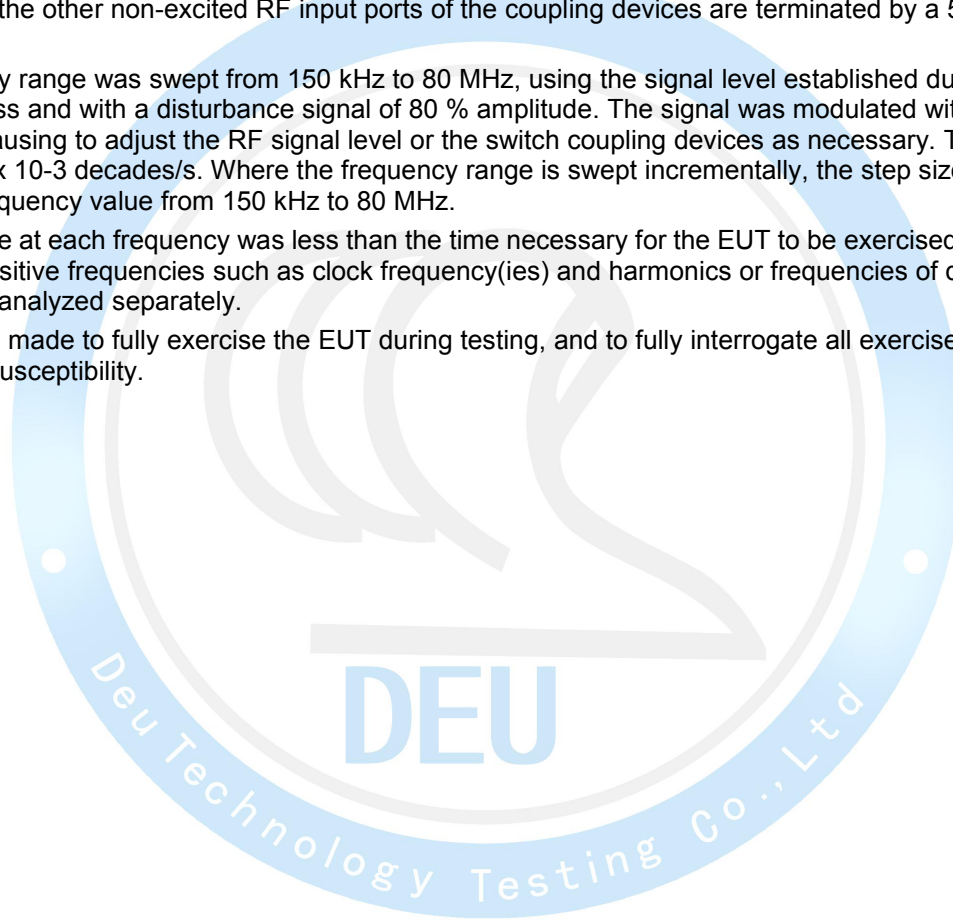 the other non-excited RF input ports of the coupling devices are terminated by a 5
y range was swept from 150 kHz to 80 MHz, using the signal level established du
ss and with a disturbance signal of 80 % amplitude. The signal was modulated wit
ausing to adjust the RF signal level or the switch coupling devices as necessary. T
x 10-3 decades/s. Where the frequency range is swept incrementally, the step size
quency value from 150 kHz to 80 MHz.
e at each frequency was less than the time necessary for the EUT to be exercised
sitive frequencies such as clock frequency(ies) and harmonics or frequencies of
analyzed separately.
made to fully exercise the EUT during testing, and to fully interrogate all exercise
usceptibility.
DEU
Deu Technology Testing Co., Ltd